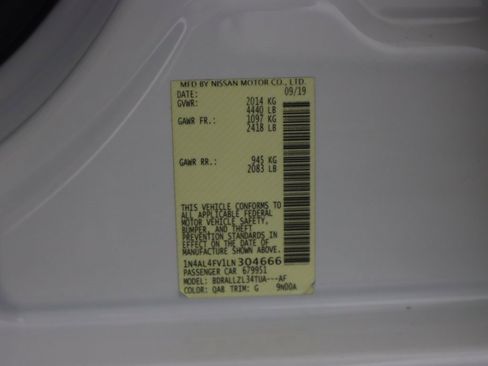 MFD BY NISSAN MOTOR CO., LTD.
DATE: 09/19
GVWR: 2014 KG
4440 LB
GAWR FR.: 1097 KG
2418 LB
GAWR RR.: 945 KG
2083 LB
THIS VEHICLE CONFORMS TO
ALL APPLICABLE FEDERAL
MOTOR VEHICLE SAFETY,
BUMPER, AND THEFT
PREVENTION STANDARDS IN
EFFECT ON THE DATE OF
MANUFACTURE SHOWN ABOVE.
1N4AL4FV1LN304666
PASSENGER CAR 679951
MODEL: BDRALLZL34TUA---AF
COLOR: QAB TRIM: G 9N00A